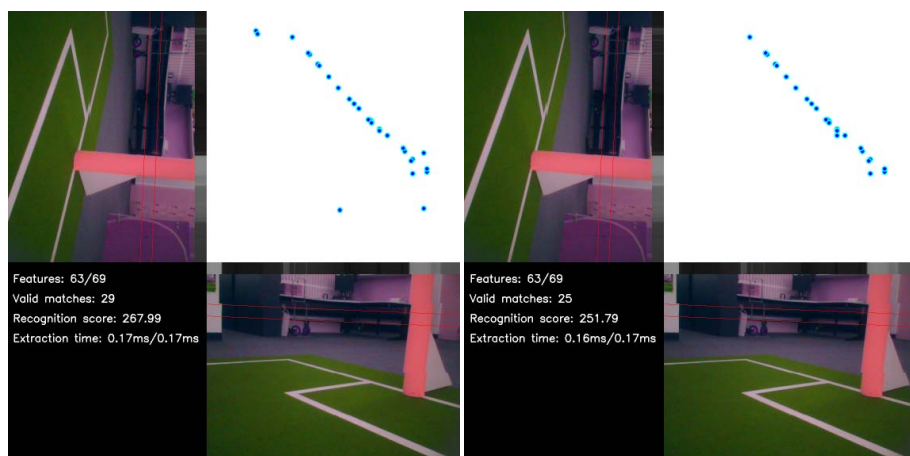 Features: 63/69
Valid matches: 29
Recognition score: 267.99
Extraction time: 0.17ms/0.17ms
Features: 63/69
Valid matches: 25
Recognition score: 251.79
Extraction time: 0.16ms/0.17ms